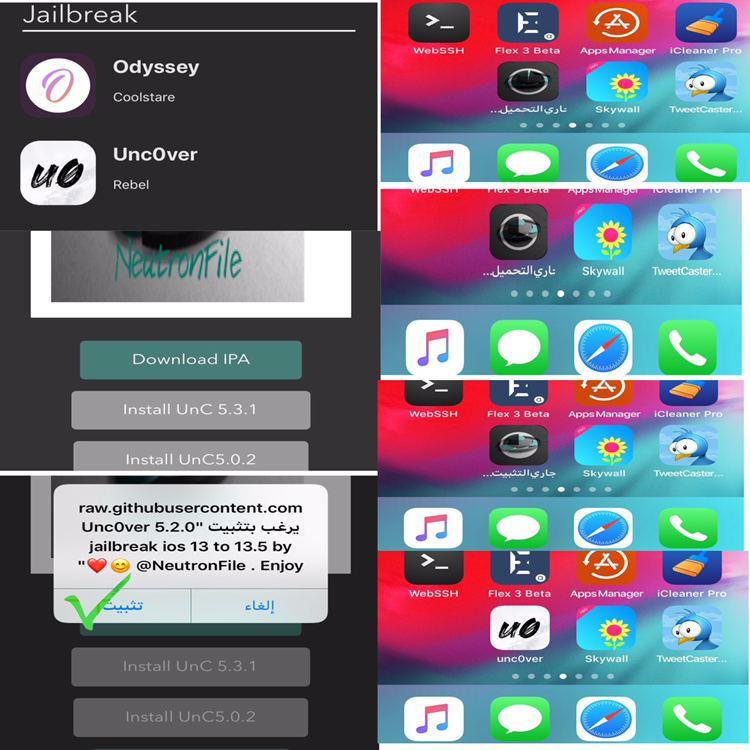 Jailbreak
Odyssey
Coolstare
Unc0ver
Rebel
u0
NeutronFile
Download IPA
Install UnC 5.3.1
Install UnC5.0.2
raw.githubusercontent.com
يرغب بتثبيت "Unc0ver 5.2.0
jailbreak ios 13 to 13.5 by
"❤️😊 @NeutronFile . Enjoy
تثبيت إلغاء
Install UnC 5.3.1
Install UnC5.0.2
WebSSH Flex 3 Beta AppsManager iCleaner Pro
جاري التحميل... Skywall TweetCaster...
WebSSH Flex 3 Beta AppsManager iCleaner Pro
جاري التحميل... Skywall TweetCaster...
WebSSH Flex 3 Beta AppsManager iCleaner Pro
جاري التثبيت... Skywall TweetCaster...
WebSSH Flex 3 Beta AppsManager iCleaner Pro
u0
unc0ver Skywall TweetCaster...